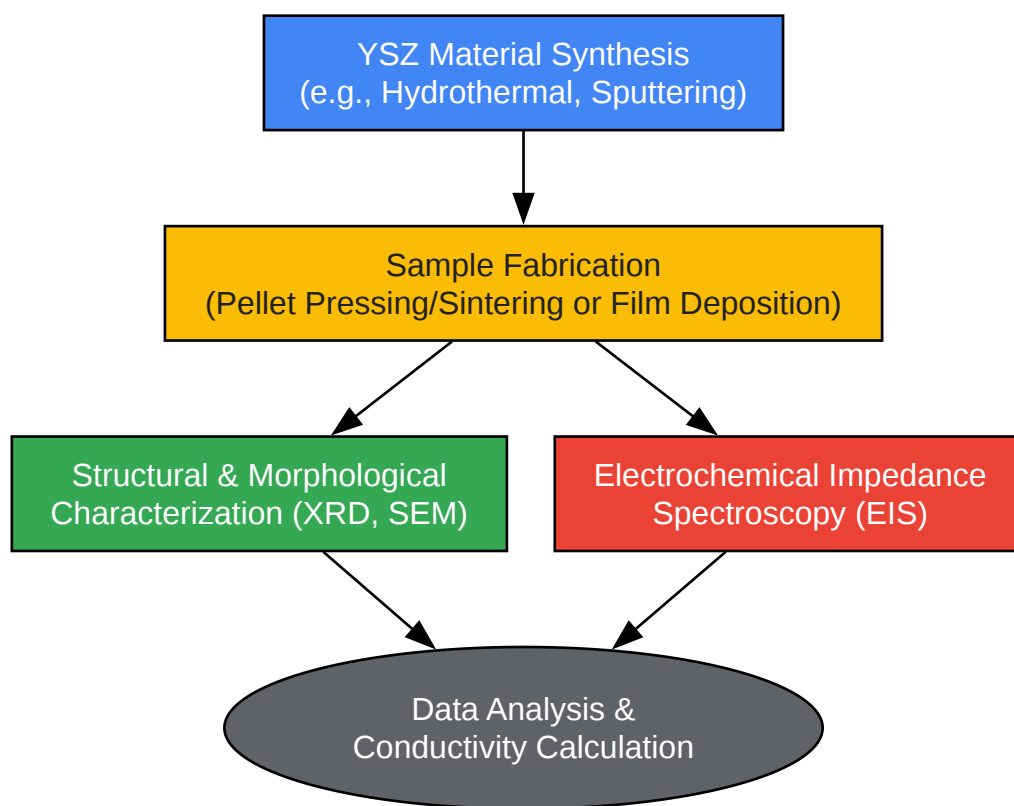 YSZ Material Synthesis
(e.g., Hydrothermal, Sputtering)
Sample Fabrication
(Pellet Pressing/Sintering or Film Deposition)
Structural & Morphological
Characterization (XRD, SEM)
Electrochemical Impedance
Spectroscopy (EIS)
Data Analysis &
Conductivity Calculation